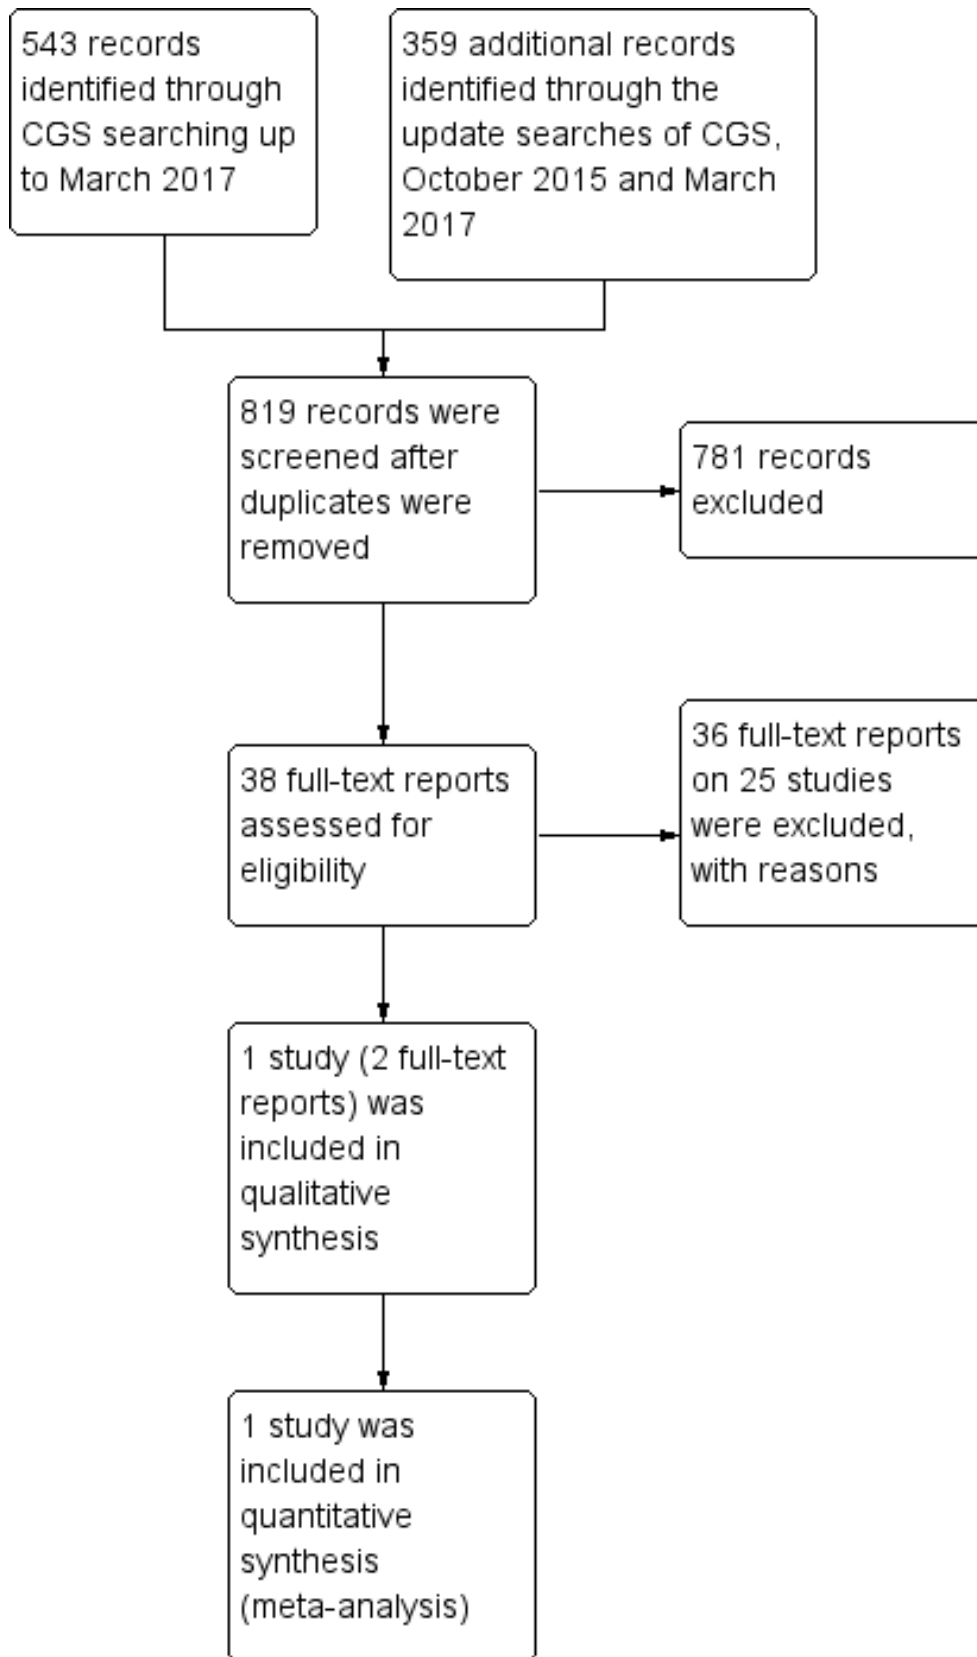 543 records
identified through
CGS searching up
to March 2017
359 additional records
identified through the
update searches of CGS,
October 2015 and March
2017
819 records were
screened after
duplicates were
removed
781 records
excluded
38 full-text reports
assessed for
eligibility
36 full-text reports
on 25 studies
were excluded,
with reasons
1 study (2 full-text
reports) was
included in
qualitative
synthesis
1 study was
included in
quantitative
synthesis
(meta-analysis)